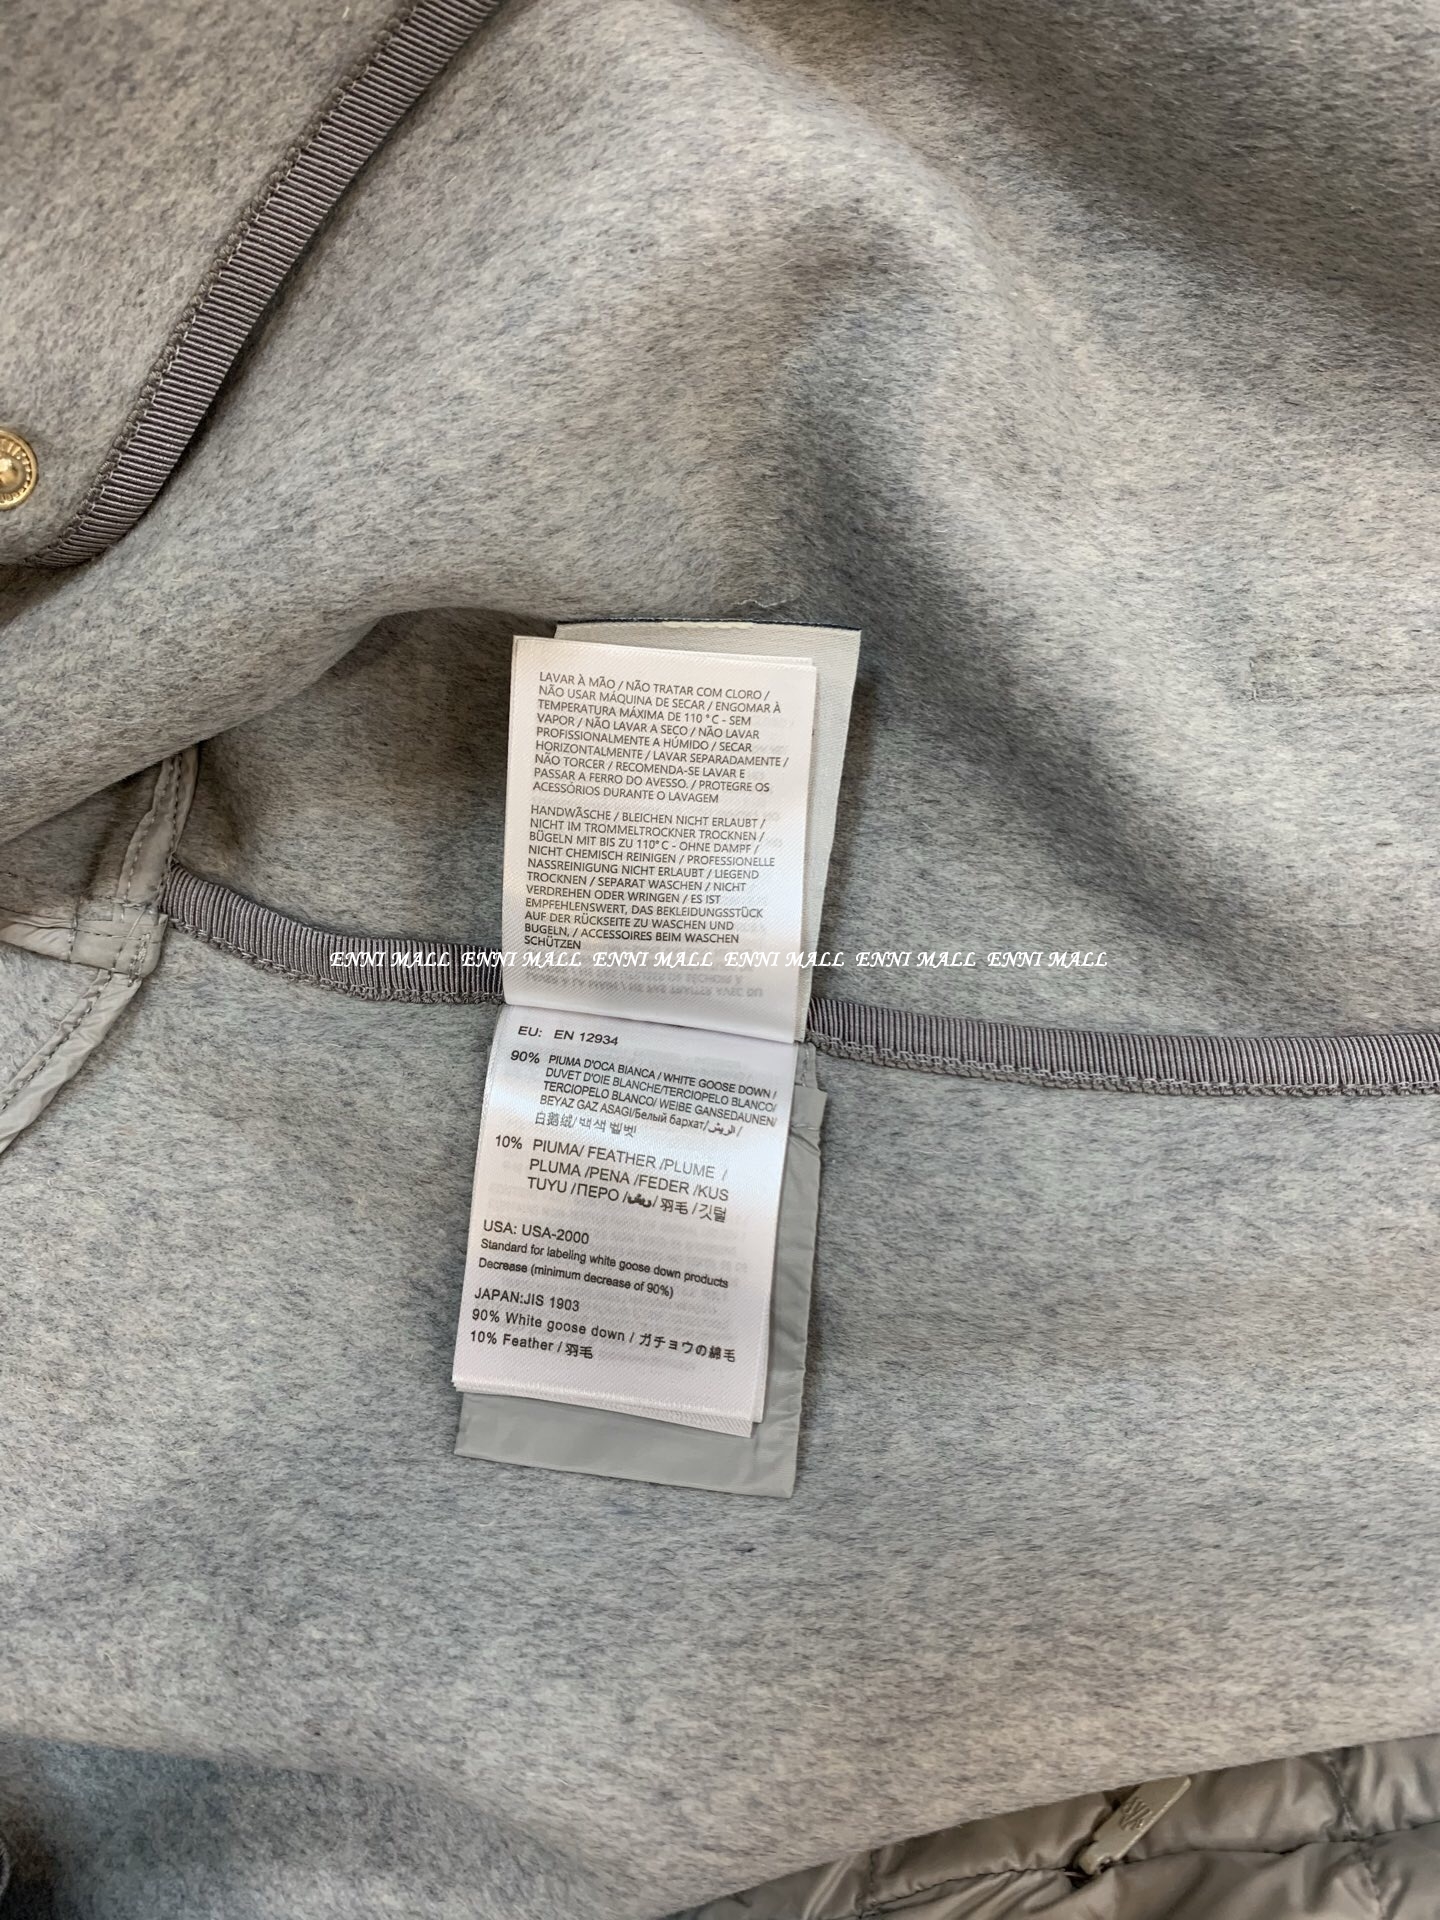 LAVAR À MÃO / NÃO TRATAR COM CLORO /
NÃO USAR MÁQUINA DE SECAR / ENGOMAR À
TEMPERATURA MÁXIMA DE 110 °C - SEM
VAPOR / NÃO LAVAR A SECO / NÃO LAVAR
PROFISSIONALMENTE A HÚMIDO / SECAR
HORIZONTALMENTE / LAVAR SEPARADAMENTE /
NÃO TORCER / RECOMENDA-SE LAVAR E
PASSAR A FERRO DO AVESSO. / PROTEGRE OS
ACESSÓRIOS DURANTE O LAVAGEM
HANDWÄSCHE / BLEICHEN NICHT ERLAUBT /
NICHT IM TROMMELTROCKNER TROCKNEN /
BÜGELN MIT BIS ZU 110°C - OHNE DAMPF /
NICHT CHEMISCH REINIGEN / PROFESSIONELLE
NASSREINIGUNG NICHT ERLAUBT / LIEGEND
TROCKNEN / SEPARAT WASCHEN / NICHT
VERDREHEN ODER WRINGEN / ES IST
EMPFEHLENSWERT, DAS BEKLEIDUNGSSTÜCK
AUF DER RÜCKSEITE ZU WASCHEN UND
BUGELN, / ACCESSOIRES BEIM WASCHEN
SCHÜTZEN
ENNI MALL ENNI MALL ENNI MALL ENNI MALL ENNI MALL ENNI MALL
EU: EN 12934
90% PIUMA D'OCA BIANCA / WHITE GOOSE DOWN /
DUVET D'OIE BLANCHE/TERCIOPELO BLANCO/
TERCIOPELO BLANCO/ WEIBE GANSEDAUNEN/
BEYAZ GAZ ASAGI/Белый бархат/الريش/
白鹅绒/ 백색 벨벳
10% PIUMA/ FEATHER /PLUME /
PLUMA /PENA /FEDER /KUS
TUYU /ПЕРО / / 羽毛 / 깃털
USA: USA-2000
Standard for labeling white goose down products
Decrease (minimum decrease of 90%)
JAPAN:JIS 1903
90% White goose down / ガチョウの綿毛
10% Feather / 羽毛